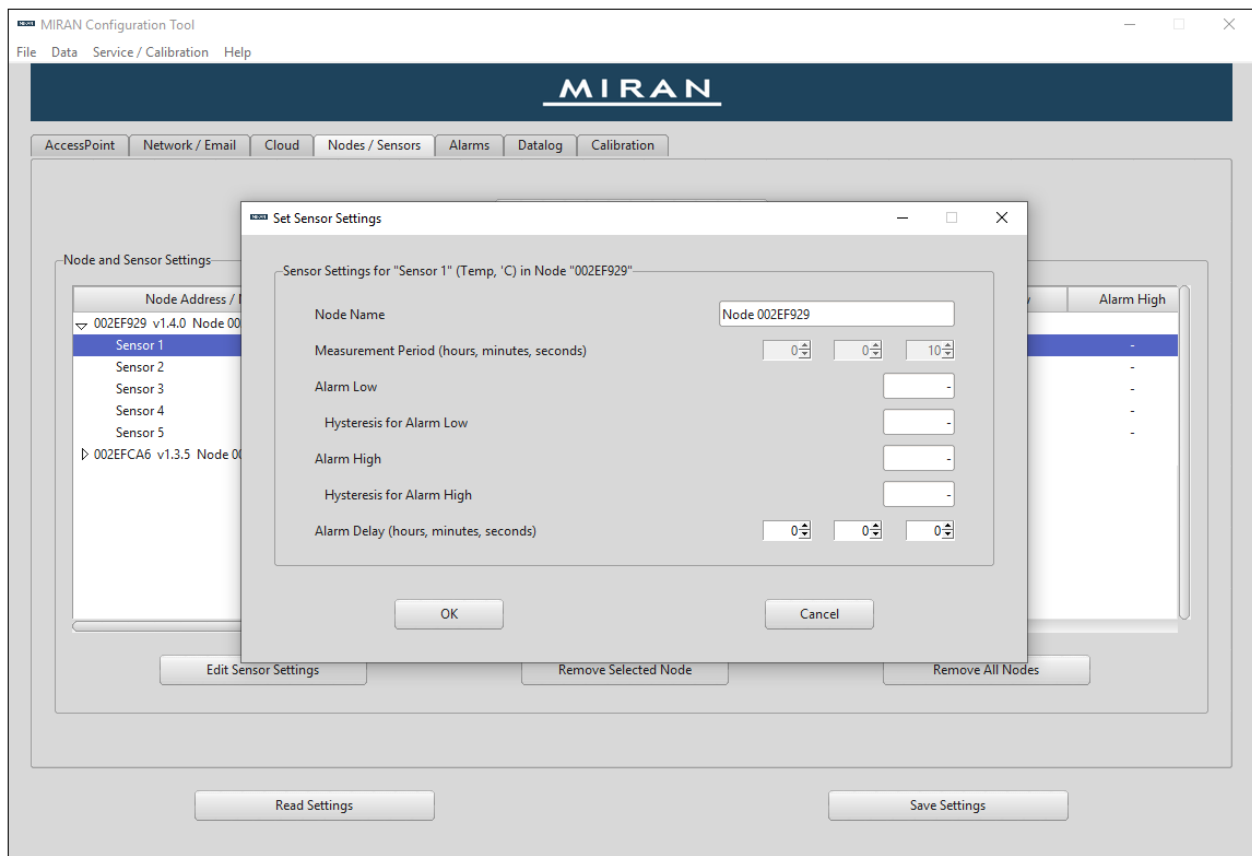 MIRAN Configuration Tool
File Data Service / Calibration Help
MIRAN
AccessPoint Network / Email Cloud Nodes / Sensors Alarms Datalog Calibration
Set Sensor Settings
Node and Sensor Settings
Sensor Settings for "Sensor 1" (Temp, 'C) in Node "002EF929"
Node Address / Alarm High
Node Name Node 002EF929
002EF929 v1.4.0 Node 00
Sensor 1 -
Measurement Period (hours, minutes, seconds) 0 0 10
Sensor 2 -
Alarm Low -
Sensor 3 -
Sensor 4 -
Hysteresis for Alarm Low -
Sensor 5 -
002EFCA6 v1.3.5 Node 00
Alarm High -
Hysteresis for Alarm High -
Alarm Delay (hours, minutes, seconds) 0 0 0
OK Cancel
Edit Sensor Settings Remove Selected Node Remove All Nodes
Read Settings Save Settings